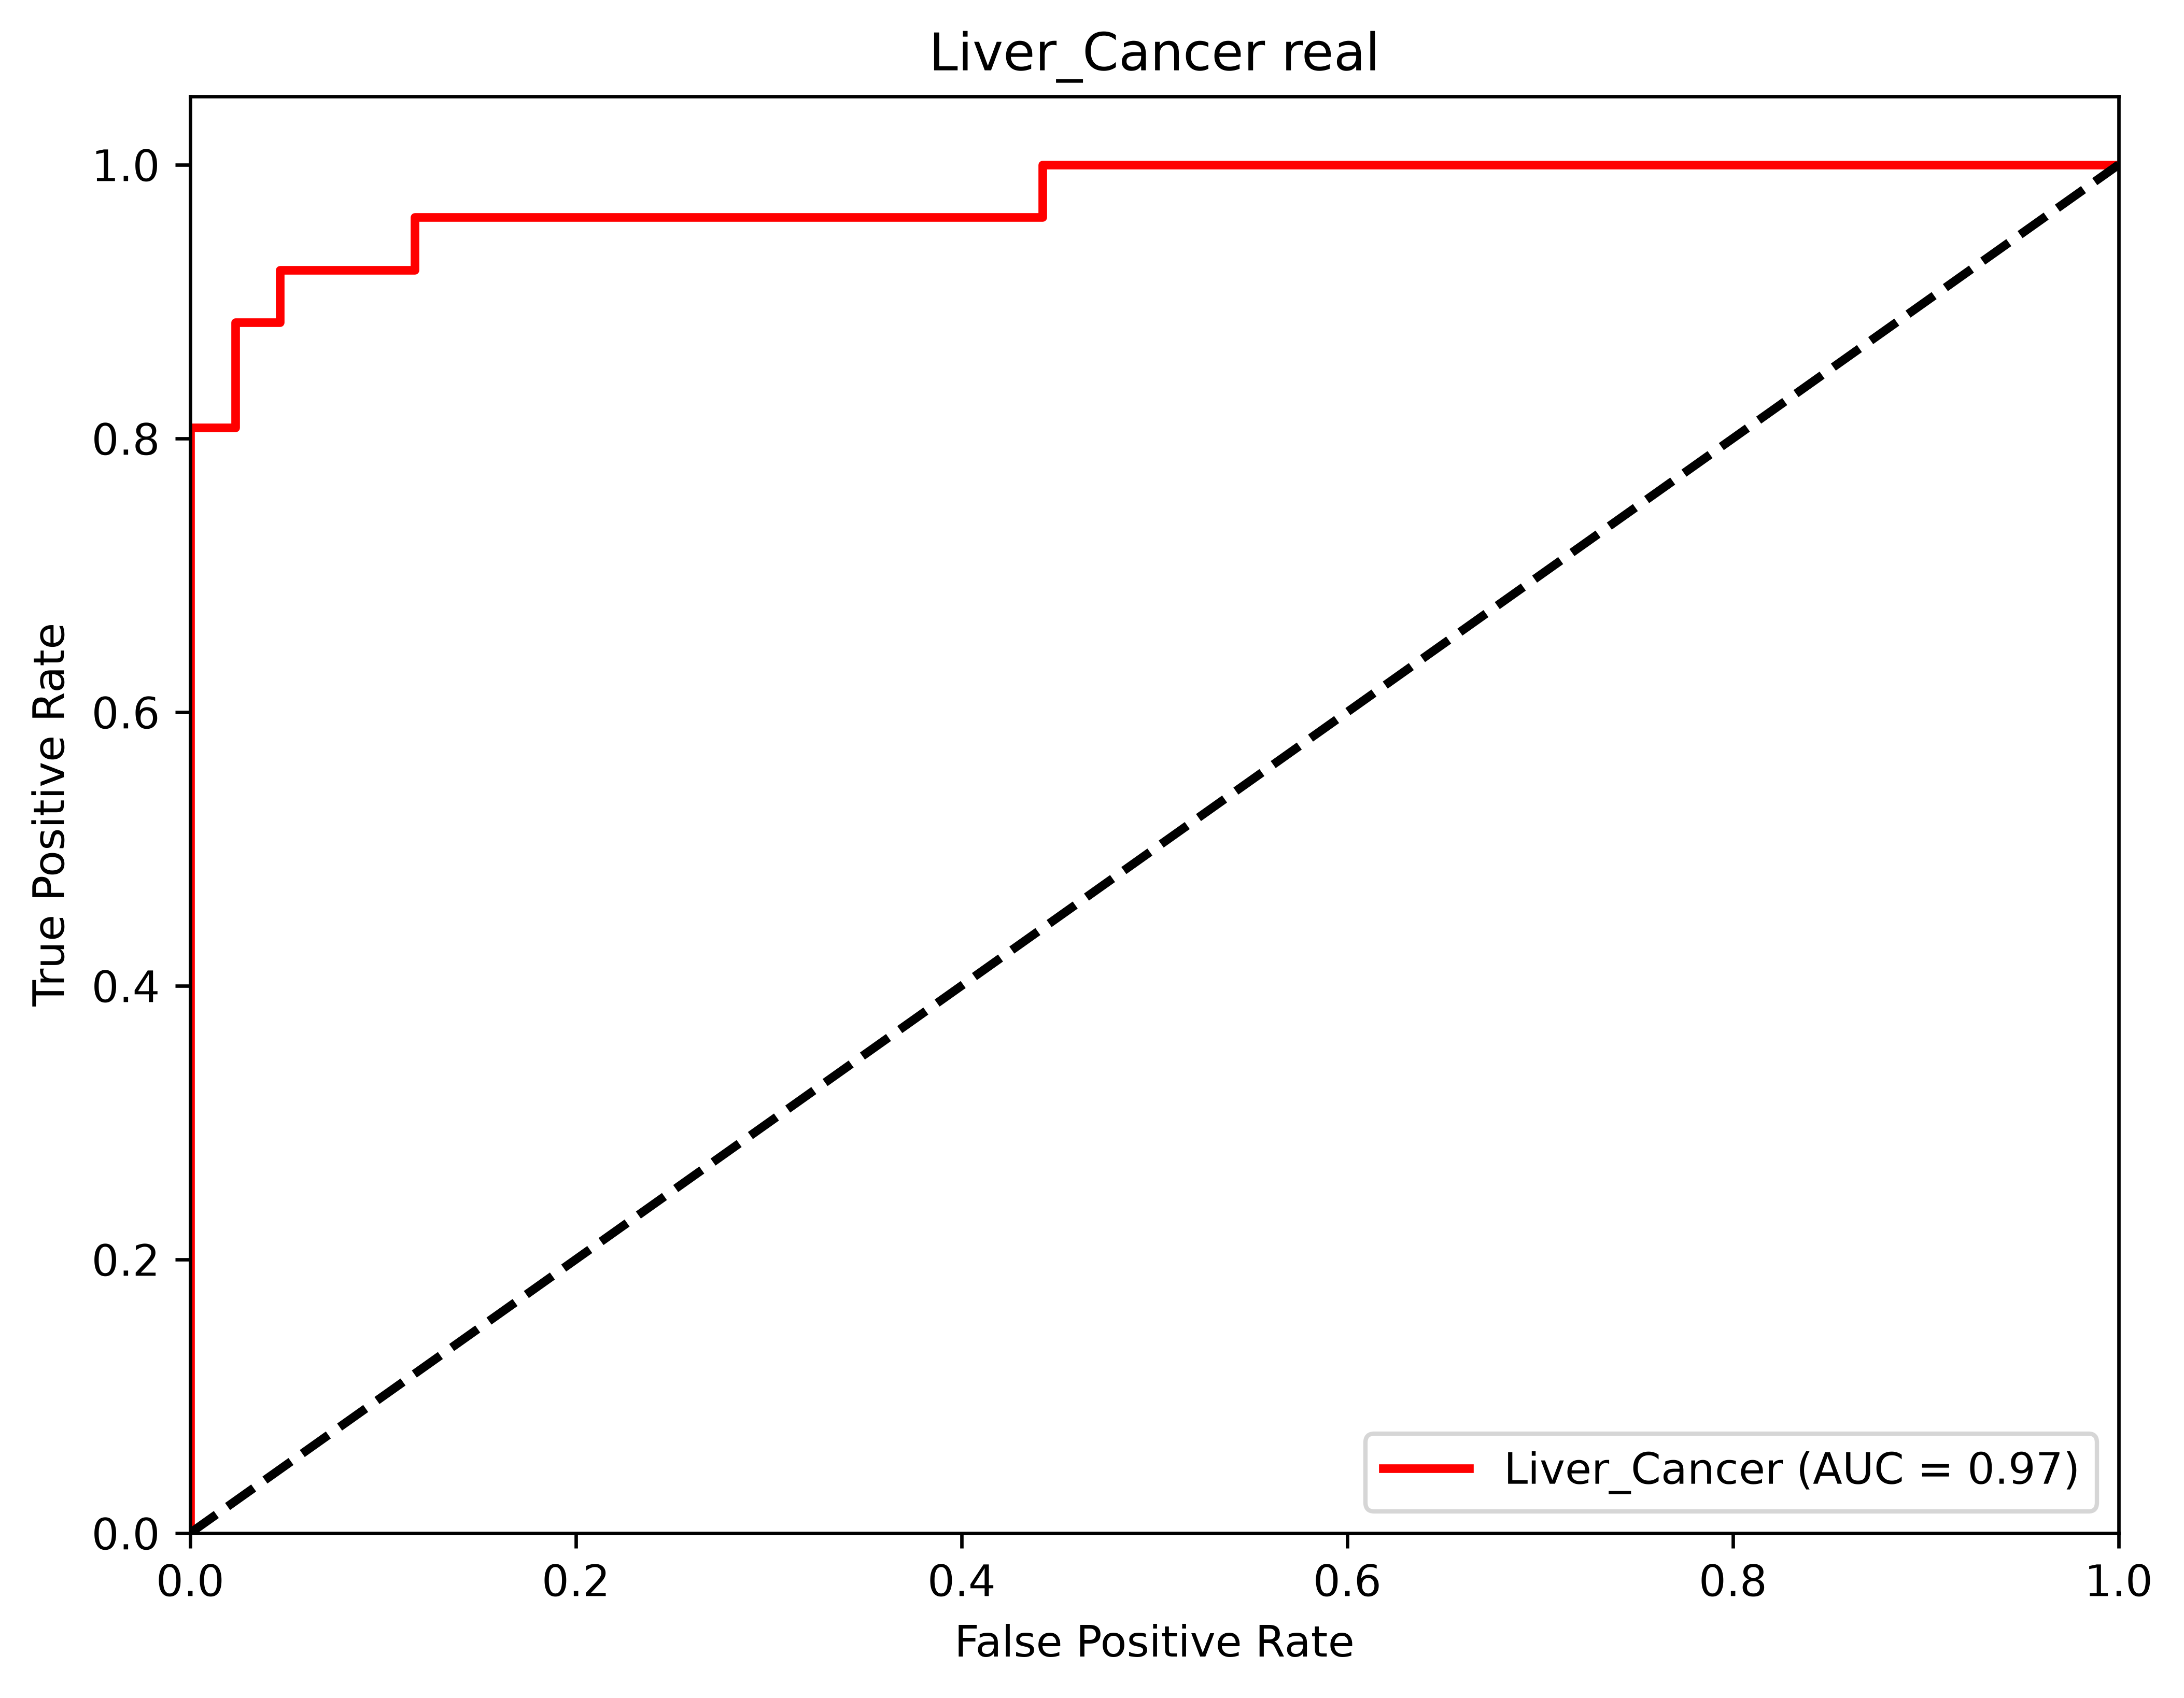 Liver_Cancer real
1.0
0.8
0.6
0.4
0.2
0.0
True Positive Rate
Liver_Cancer (AUC = 0.97)
0.0 0.2 0.4 0.6 0.8 1.0
False Positive Rate